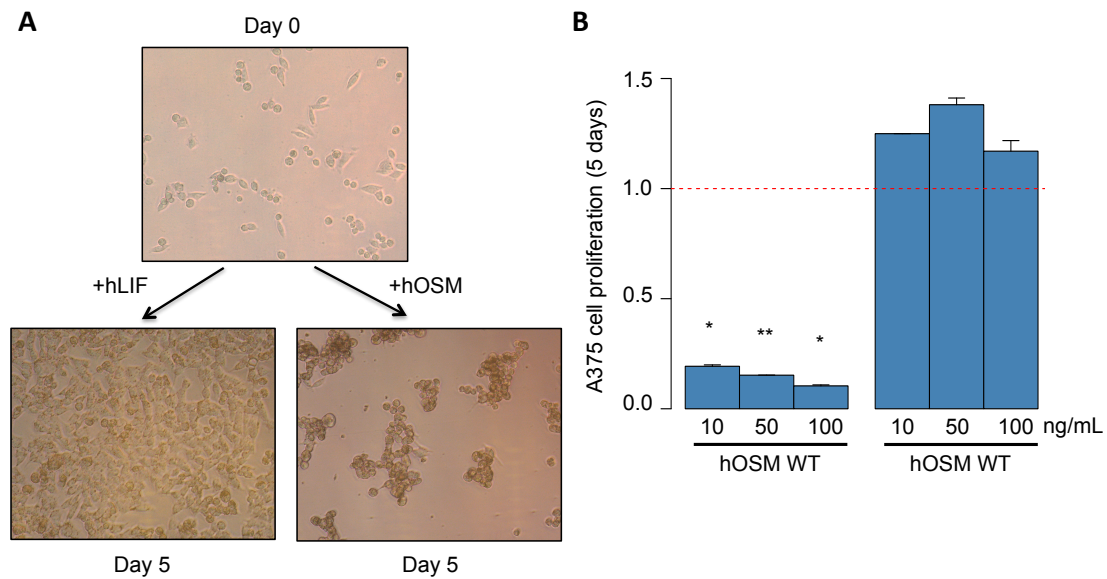 A
Day 0
+hLIF
+hOSM
Day 5
Day 5
B
A375 cell proliferation (5 days)
1.5
1.0
0.5
0.0
* ** *
10 50 100 10 50 100 ng/mL
hOSM WT hOSM WT